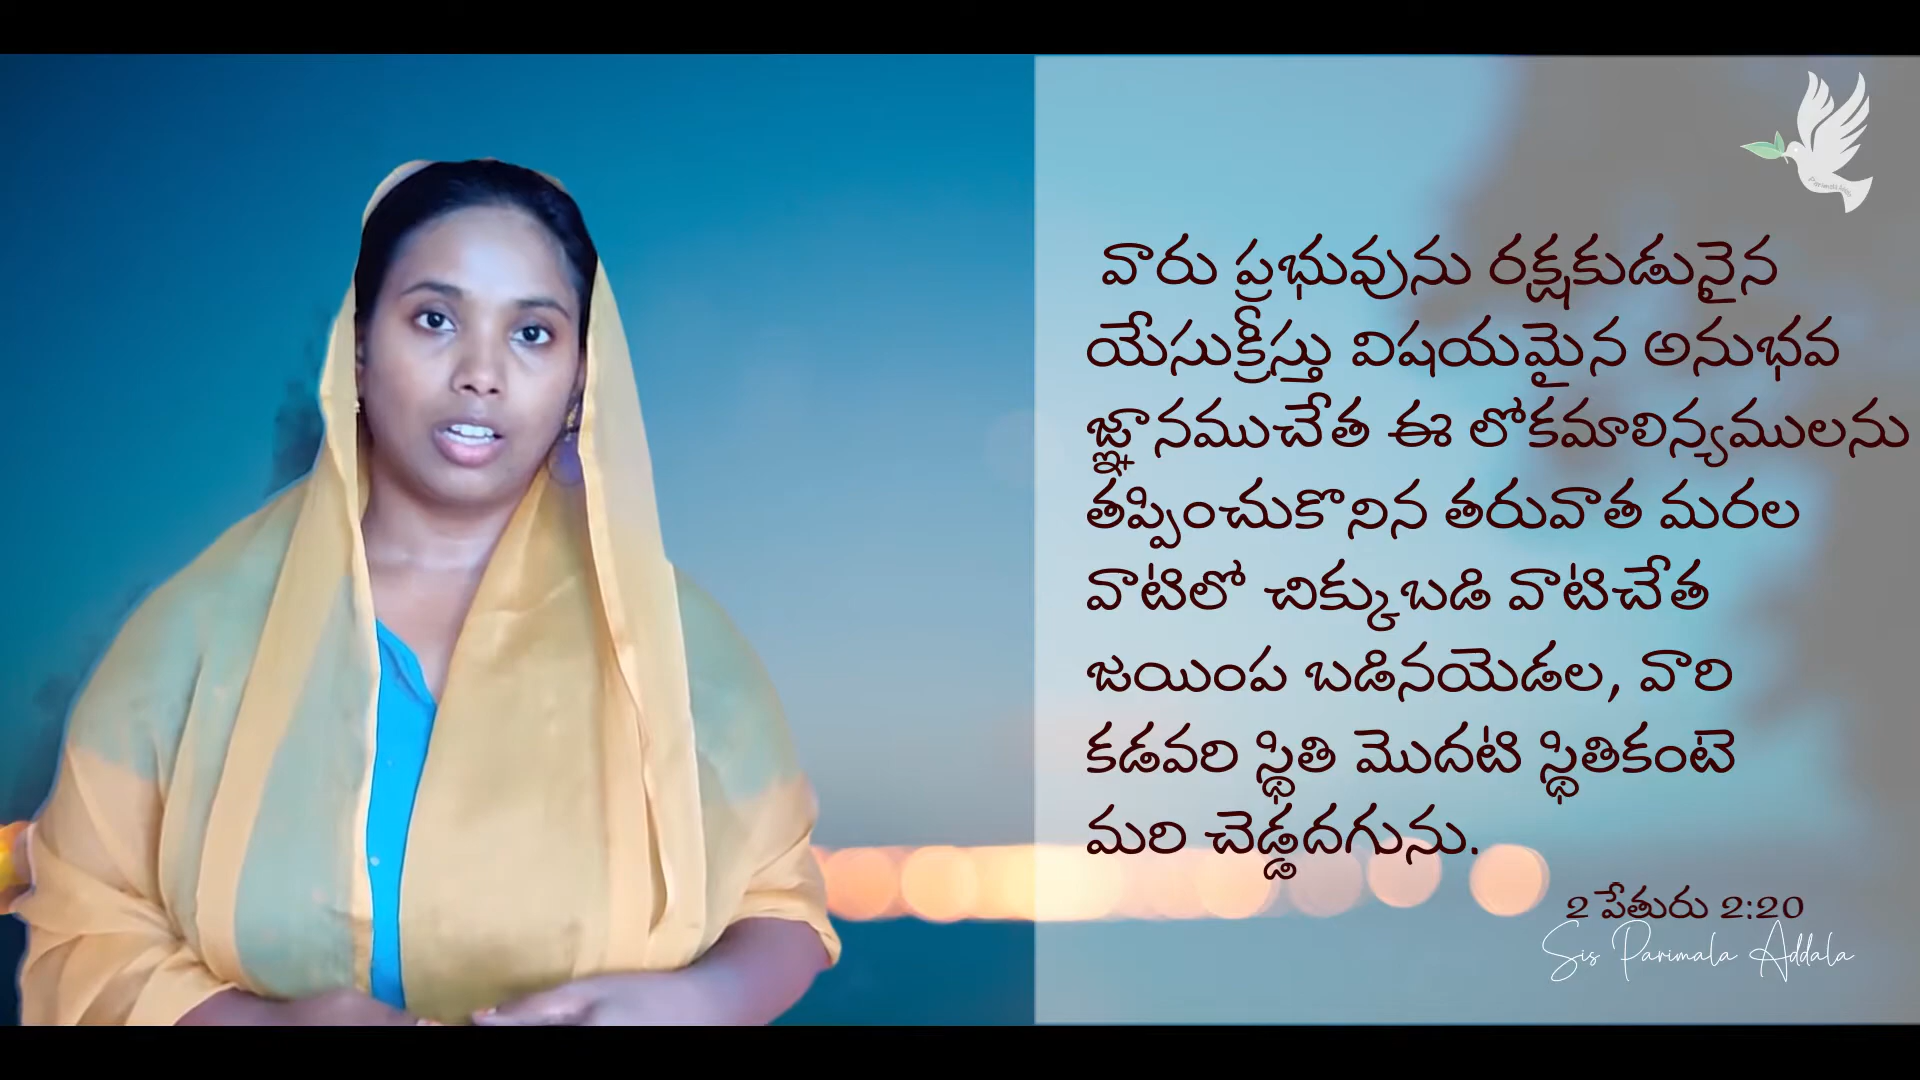 వారు ప్రభువును రక్షకుడునైన
యేసుక్రీస్తు విషయమైన అనుభవ
జ్ఞానముచేత ఈ లోకమాలిన్యములను
తప్పించుకొనిన తరువాత మరల
వాటిలో చిక్కుబడి వాటిచేత
జయింప బడినయెడల, వారి
కడవరి స్థితి మొదటి స్థితికంటె
మరి చెడ్డదగును.
2 పేతురు 2:20
Sis Parimala Addala